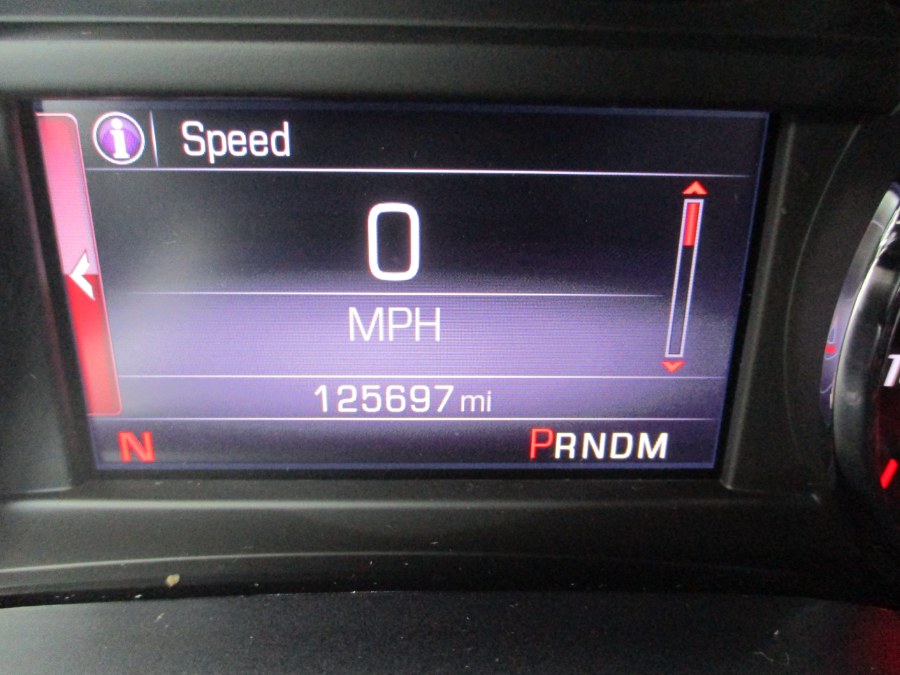 i Speed
0
MPH
125697 mi
N PRNDM